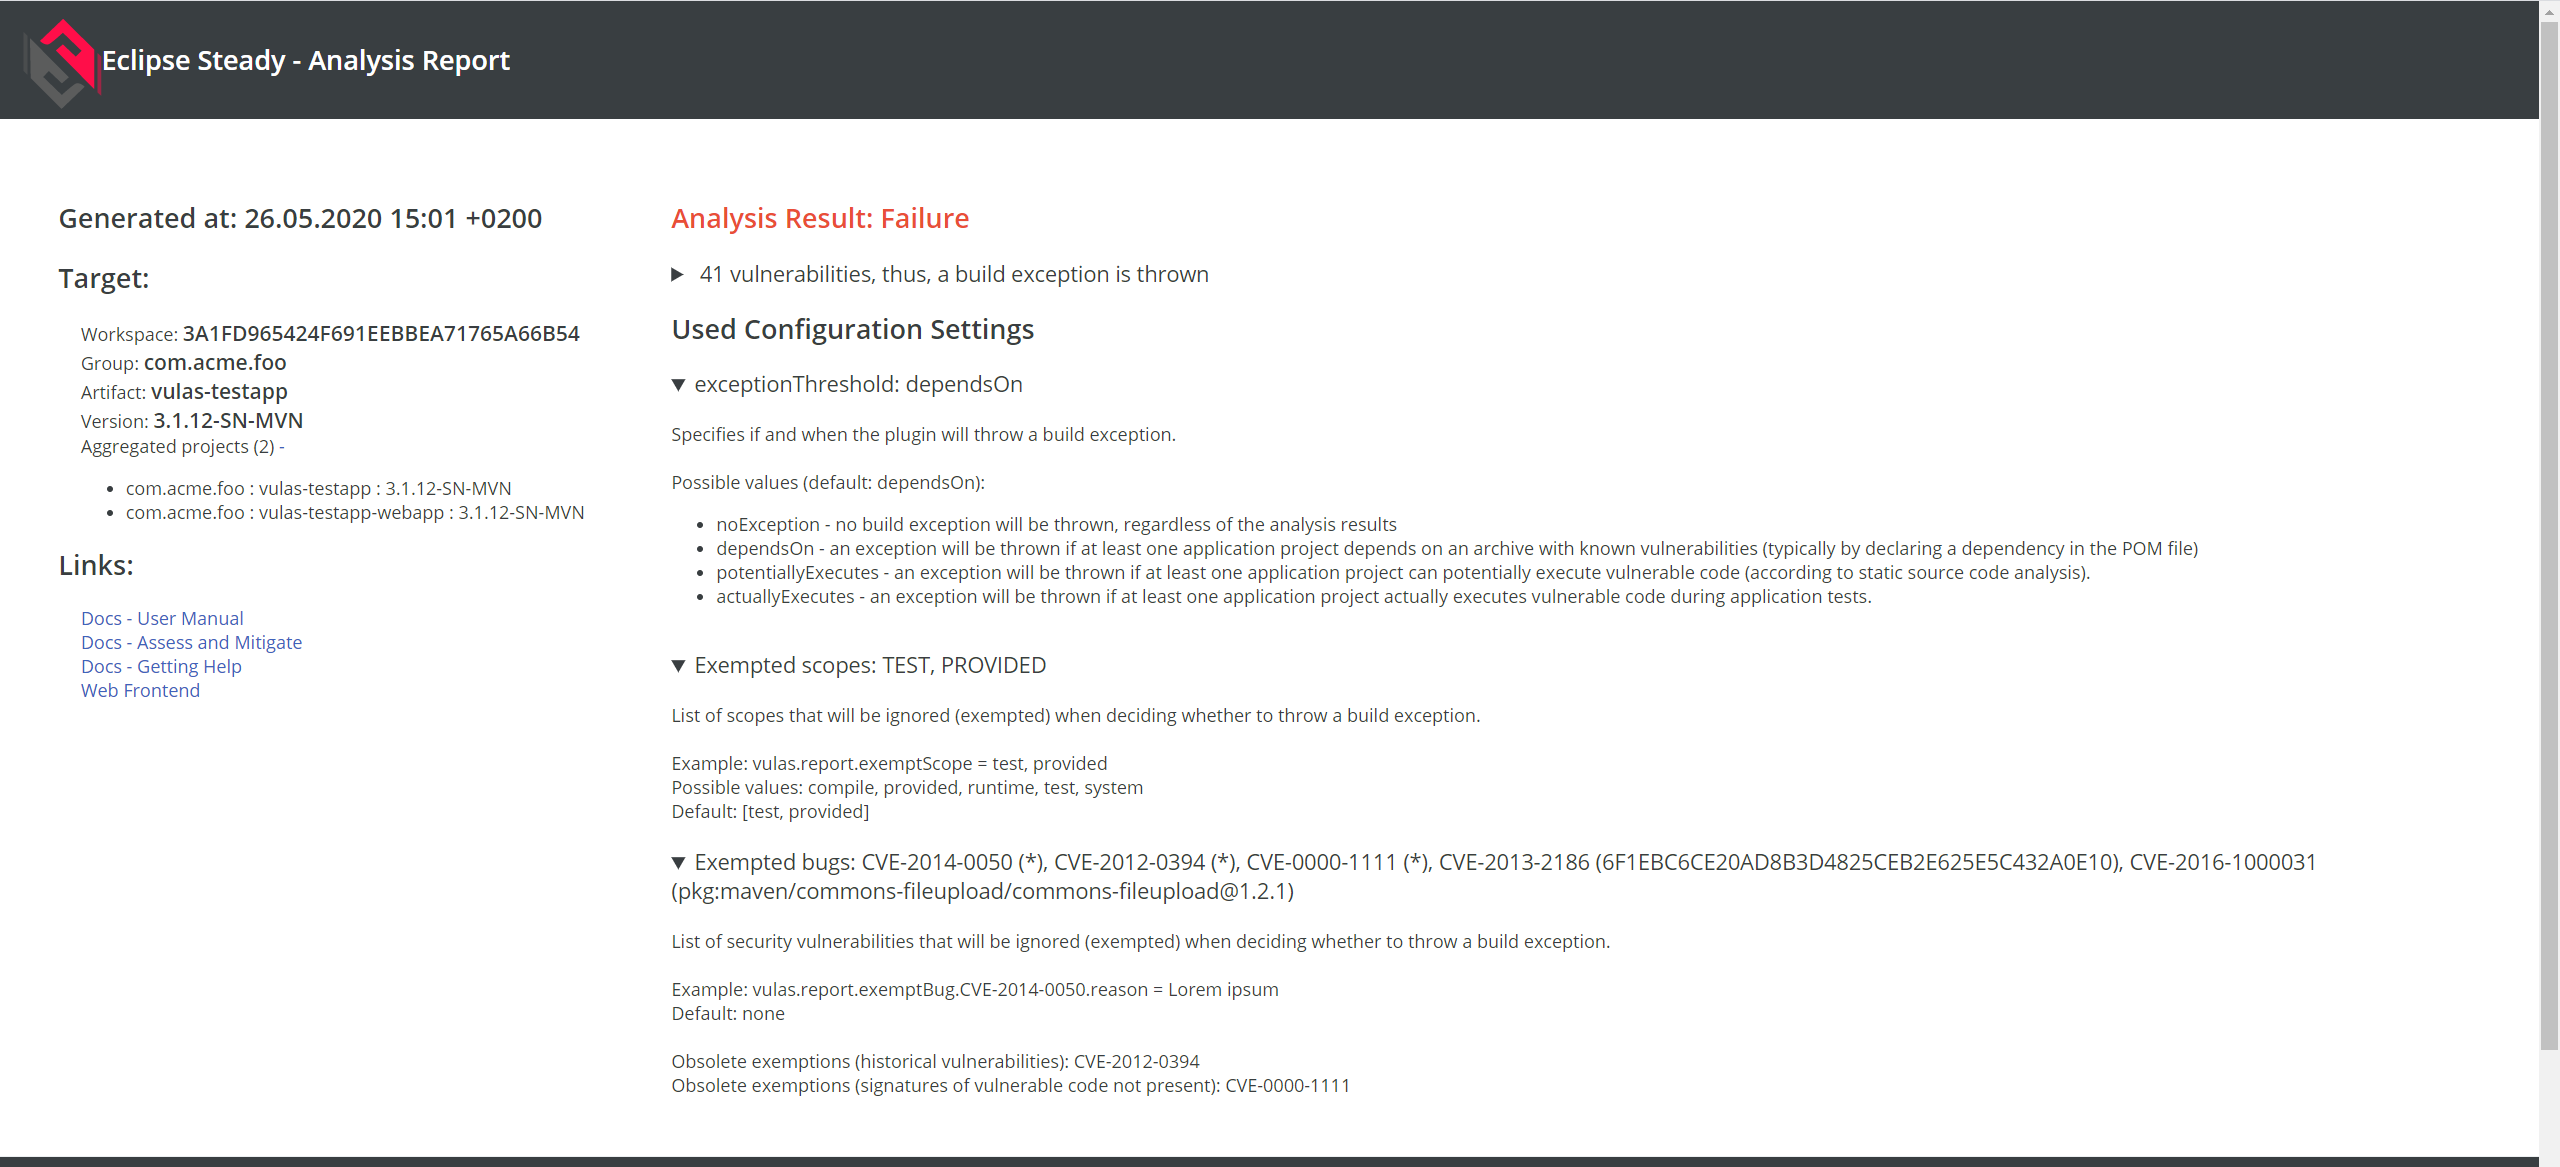 Eclipse Steady - Analysis Report
Generated at: 26.05.2020 15:01 +0200
Target:
Workspace: 3A1FD965424F691EEBBEA71765A66B54
Group: com.acme.foo
Artifact: vulas-testapp
Version: 3.1.12-SN-MVN
Aggregated projects (2) -
• com.acme.foo : vulas-testapp : 3.1.12-SN-MVN
• com.acme.foo : vulas-testapp-webapp : 3.1.12-SN-MVN
Links:
Docs - User Manual
Docs - Assess and Mitigate
Docs - Getting Help
Web Frontend
Analysis Result: Failure
41 vulnerabilities, thus, a build exception is thrown
Used Configuration Settings
exceptionThreshold: dependsOn
Specifies if and when the plugin will throw a build exception.
Possible values (default: dependsOn):
• noException - no build exception will be thrown, regardless of the analysis results
• dependsOn - an exception will be thrown if at least one application project depends on an archive with known vulnerabilities (typically by declaring a dependency in the POM file)
• potentiallyExecutes - an exception will be thrown if at least one application project can potentially execute vulnerable code (according to static source code analysis).
• actuallyExecutes - an exception will be thrown if at least one application project actually executes vulnerable code during application tests.
Exempted scopes: TEST, PROVIDED
List of scopes that will be ignored (exempted) when deciding whether to throw a build exception.
Example: vulas.report.exemptScope = test, provided
Possible values: compile, provided, runtime, test, system
Default: [test, provided]
Exempted bugs: CVE-2014-0050 (*), CVE-2012-0394 (*), CVE-0000-1111 (*), CVE-2013-2186 (6F1EBC6CE20AD8B3D4825CEB2E625E5C432A0E10), CVE-2016-1000031
(pkg:maven/commons-fileupload/commons-fileupload@1.2.1)
List of security vulnerabilities that will be ignored (exempted) when deciding whether to throw a build exception.
Example: vulas.report.exemptBug.CVE-2014-0050.reason = Lorem ipsum
Default: none
Obsolete exemptions (historical vulnerabilities): CVE-2012-0394
Obsolete exemptions (signatures of vulnerable code not present): CVE-0000-1111